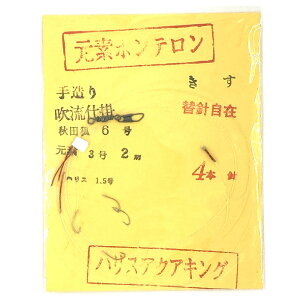 元素ホンテロン
手造り
きす
吹流仕掛
替針自在
秋田狐 6号
元素 3号 2m
ハリス 1.5号
4本針
ハリスアクアキング